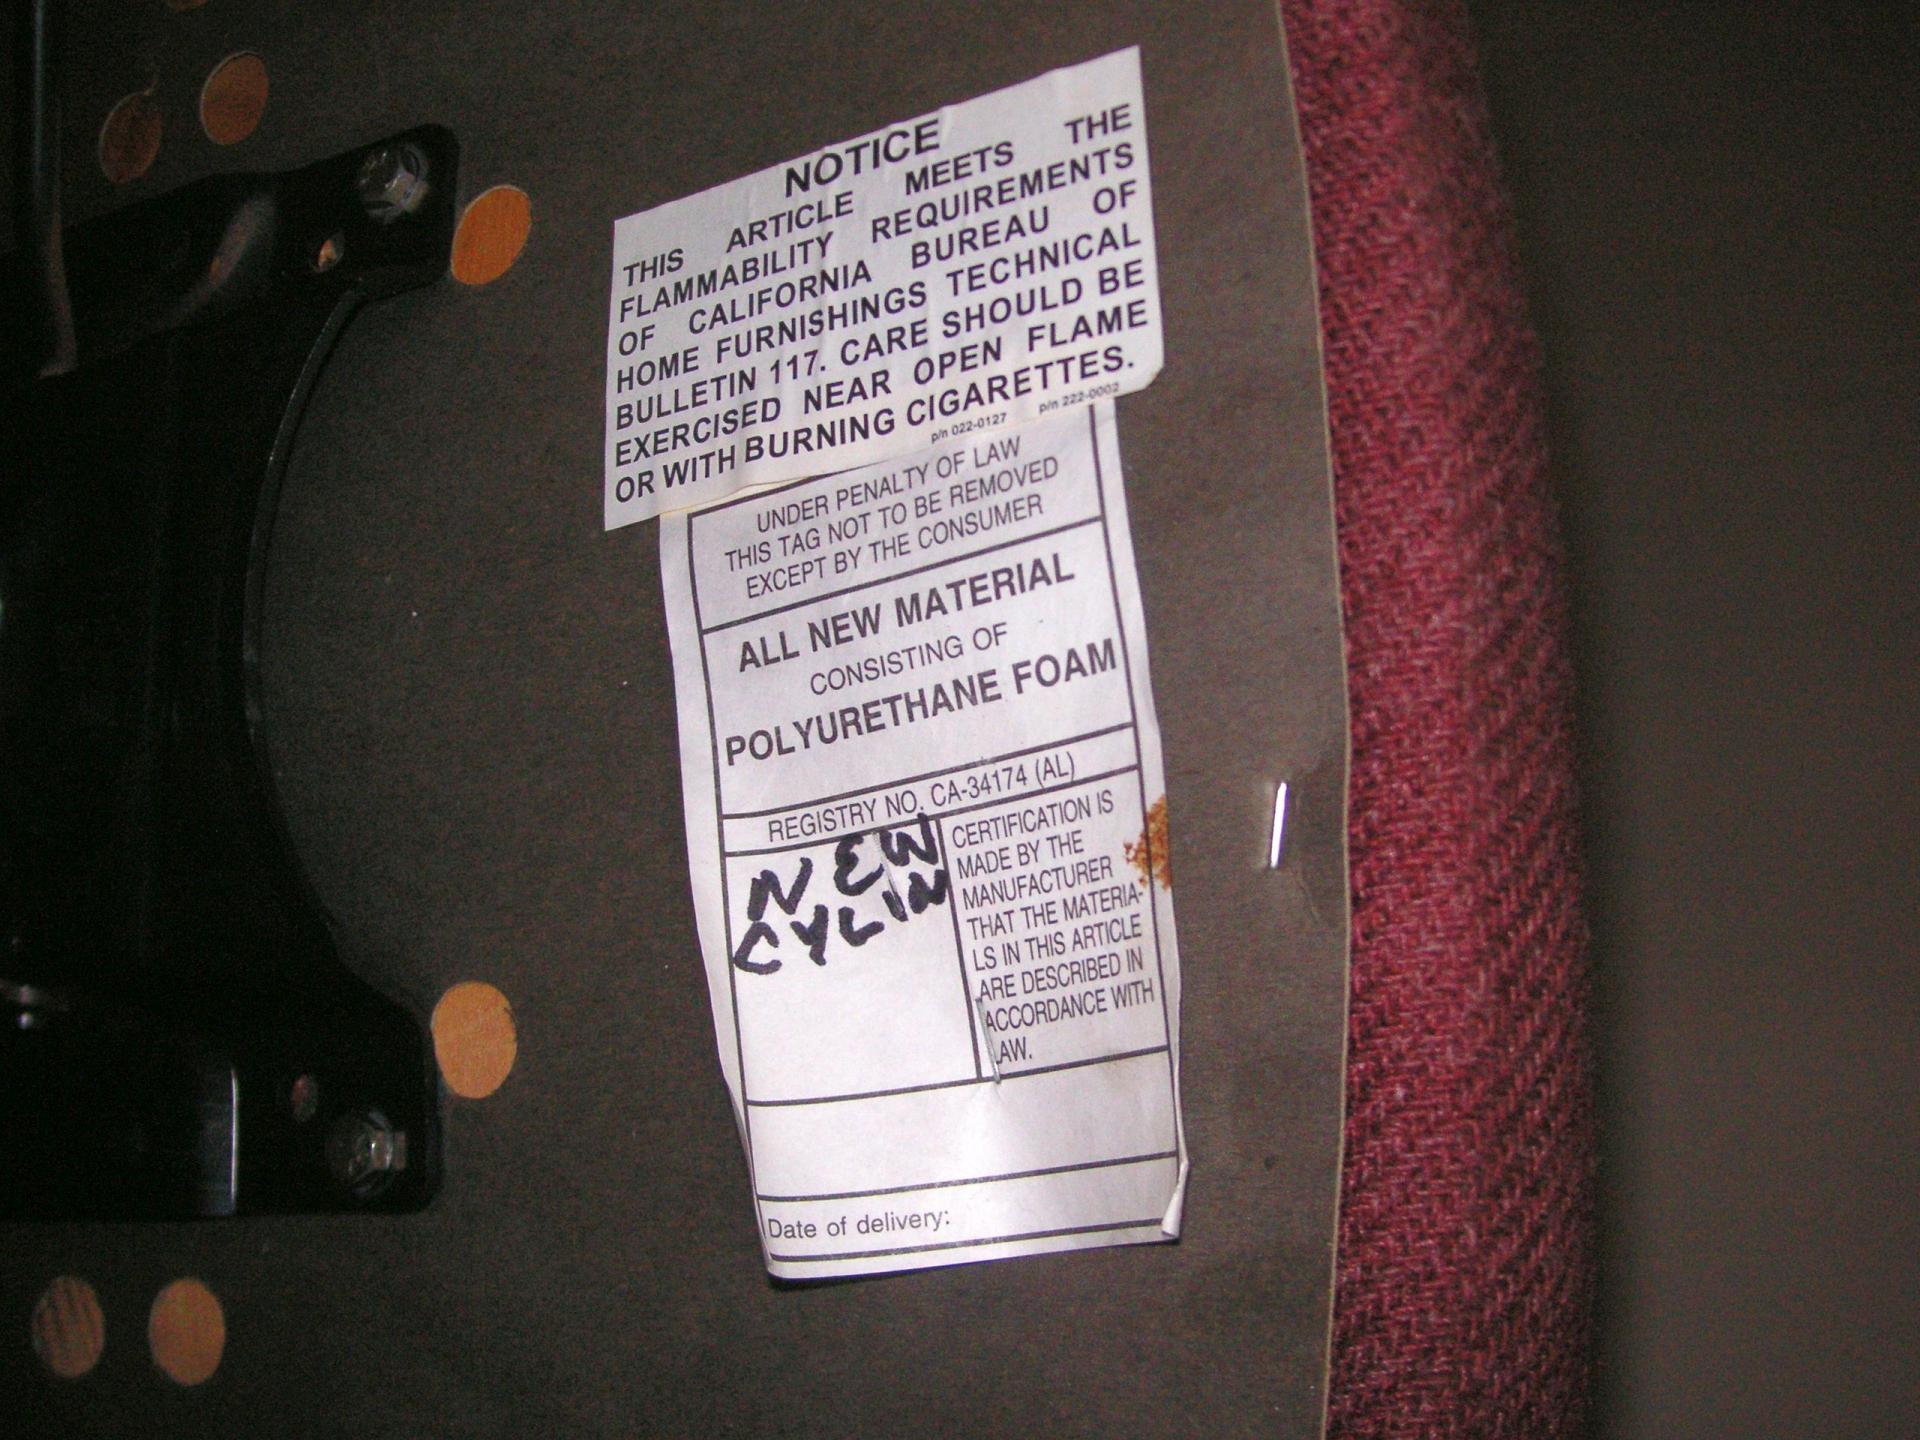 NOTICE
THIS ARTICLE MEETS THE
FLAMMABILITY REQUIREMENTS
OF CALIFORNIA BUREAU OF
HOME FURNISHINGS TECHNICAL
BULLETIN 117. CARE SHOULD BE
EXERCISED NEAR OPEN FLAME
OR WITH BURNING CIGARETTES.
p/n 022-0127 p/n 222-0002
UNDER PENALTY OF LAW
THIS TAG NOT TO BE REMOVED
EXCEPT BY THE CONSUMER
ALL NEW MATERIAL
CONSISTING OF
POLYURETHANE FOAM
REGISTRY NO. CA-34174 (AL)
NEW
CYLIN
CERTIFICATION IS
MADE BY THE
MANUFACTURER
THAT THE MATERIA-
LS IN THIS ARTICLE
ARE DESCRIBED IN
ACCORDANCE WITH
LAW.
Date of delivery: